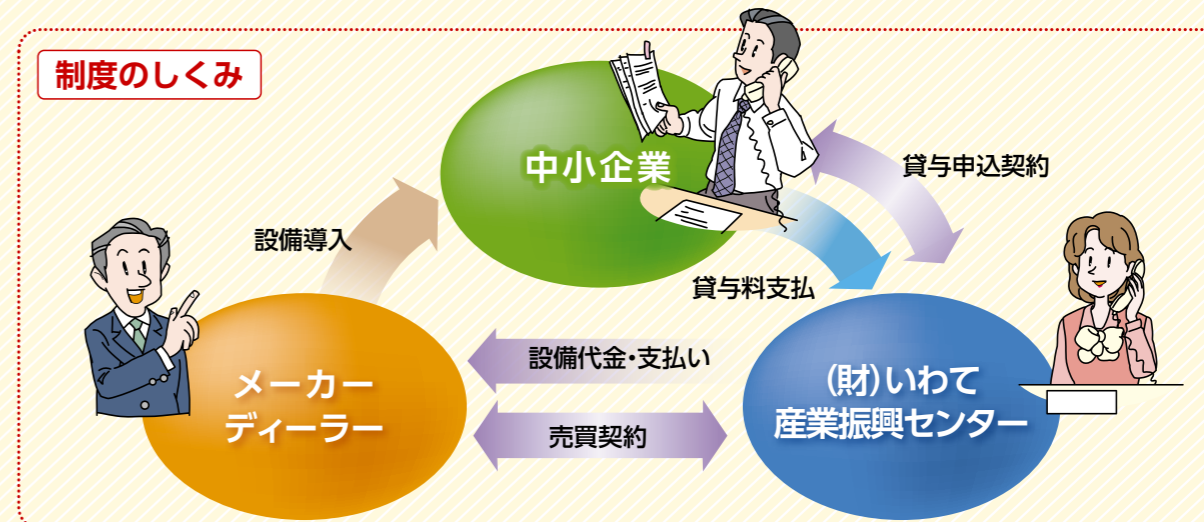 制度のしくみ
中小企業
貸与申込契約
設備導入
貸与料支払
設備代金・支払い
メーカー
ディーラー
(財)いわて
産業振興センター
売買契約